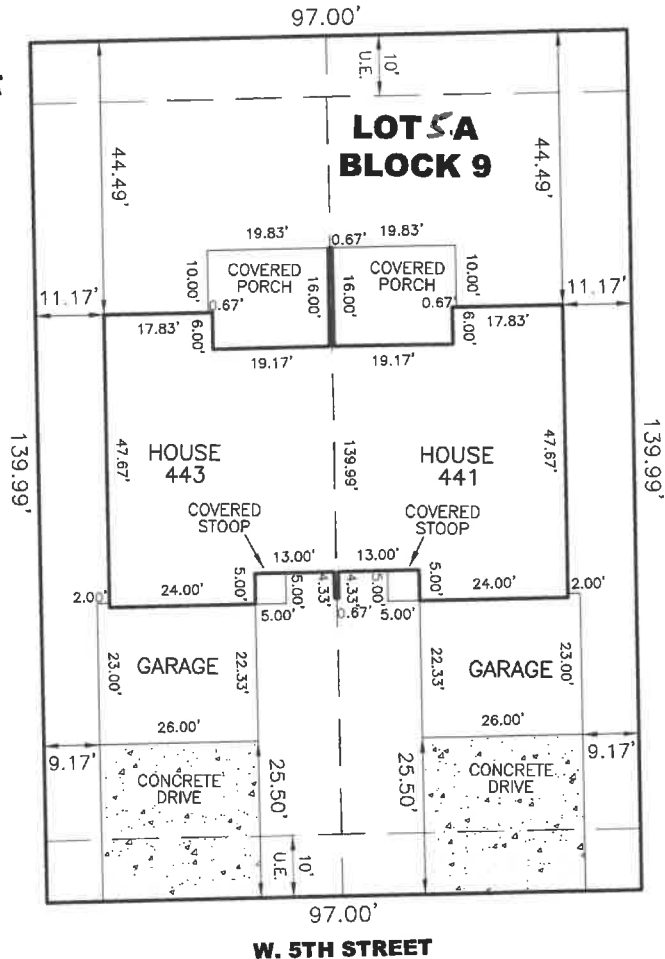 97.00'
10'
U.E.
LOT 5.A
BLOCK 9
44.49'
44.49'
19.83'
0.67'
19.83'
COVERED
PORCH
COVERED
PORCH
10.00'
16.00'
16.00'
10.00'
11.17'
0.67'
0.67'
11.17'
17.83'
6.00'
6.00'
17.83'
19.17'
19.17'
139.99'
47.67'
HOUSE
443
139.99'
HOUSE
441
47.67'
139.99'
COVERED
STOOP
COVERED
STOOP
13.00'
13.00'
2.00'
24.00'
5.00'
5.00'
4.33'
4.33'
5.00'
5.00'
24.00'
2.00'
5.00'
0.67'
5.00'
23.00'
GARAGE
22.33'
22.33'
GARAGE
23.00'
26.00'
26.00'
9.17'
CONCRETE
DRIVE
25.50'
25.50'
CONCRETE
DRIVE
9.17'
10'
U.E.
97.00'
W. 5TH STREET